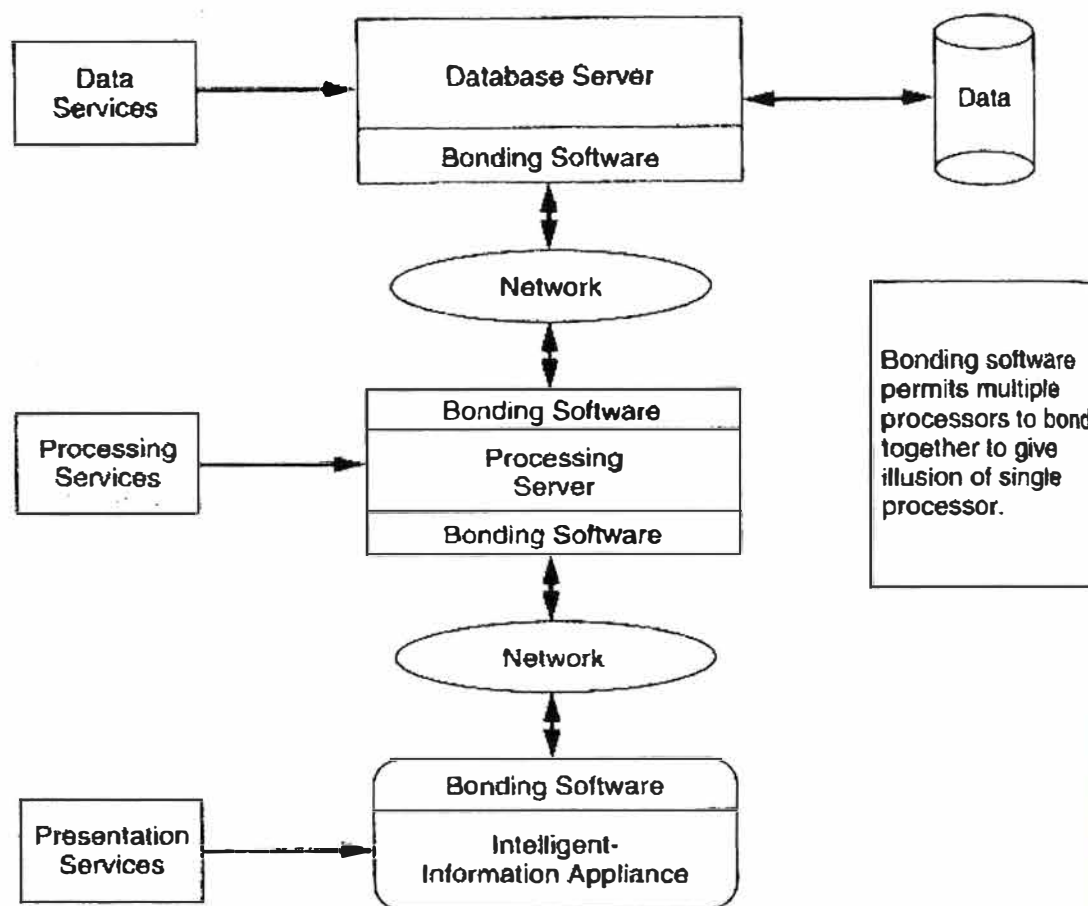 Data
Services
Database Server
Bonding Software
Data
Network
Bonding software
permits multiple
processors to bond
together to give
illusion of single
processor.
Processing
Services
Bonding Software
Processing
Server
Bonding Software
Network
Presentation
Services
Bonding Software
Intelligent-
Information Appliance